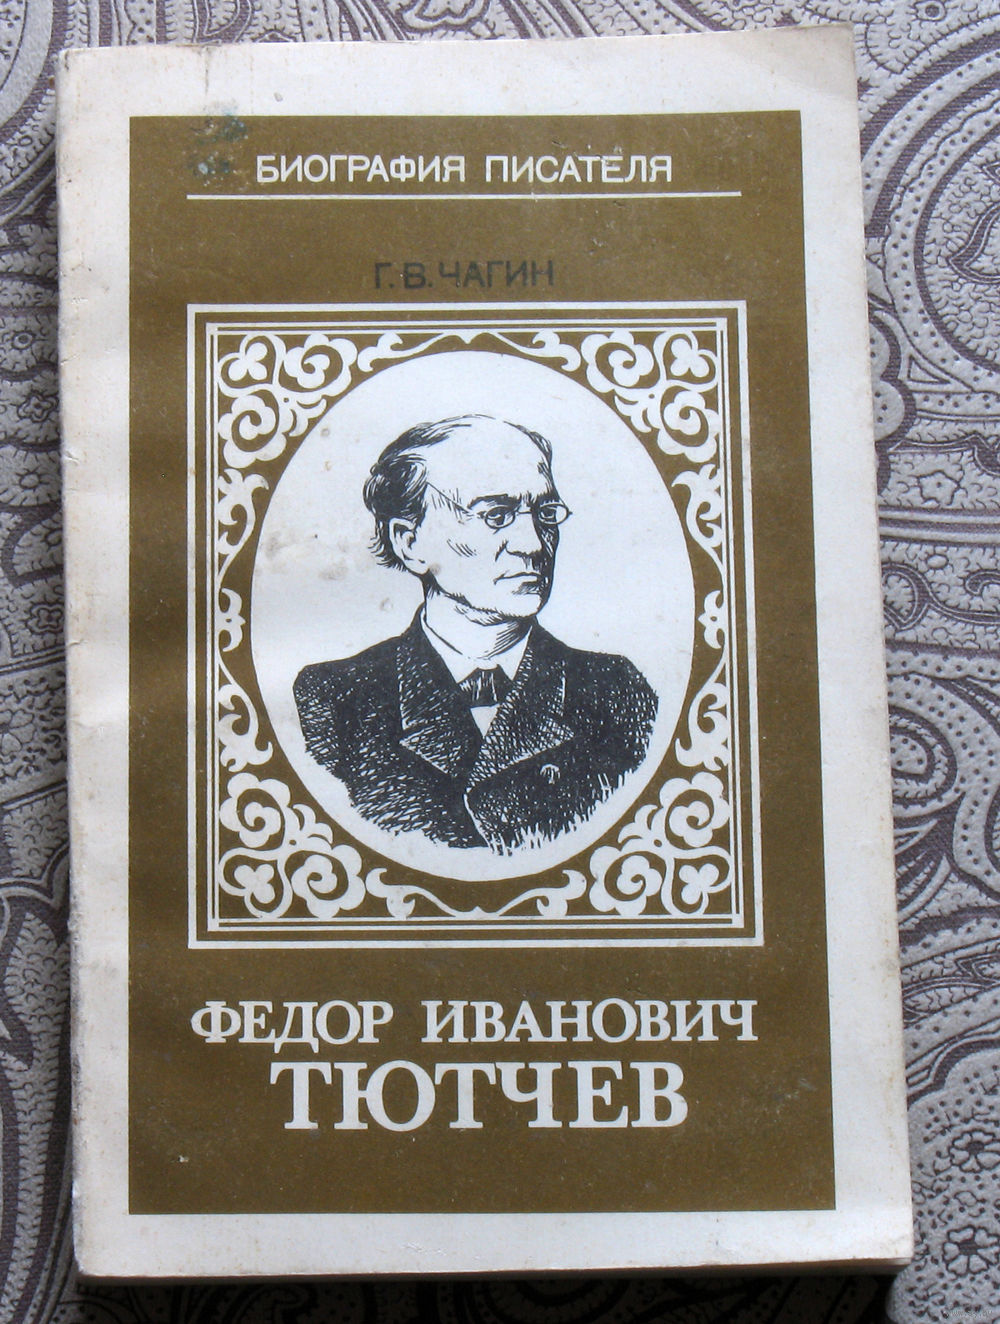 БИОГРАФИЯ ПИСАТЕЛЯ
Г. В. ЧАГИН
ФЕДОР ИВАНОВИЧ
ТЮТЧЕВ